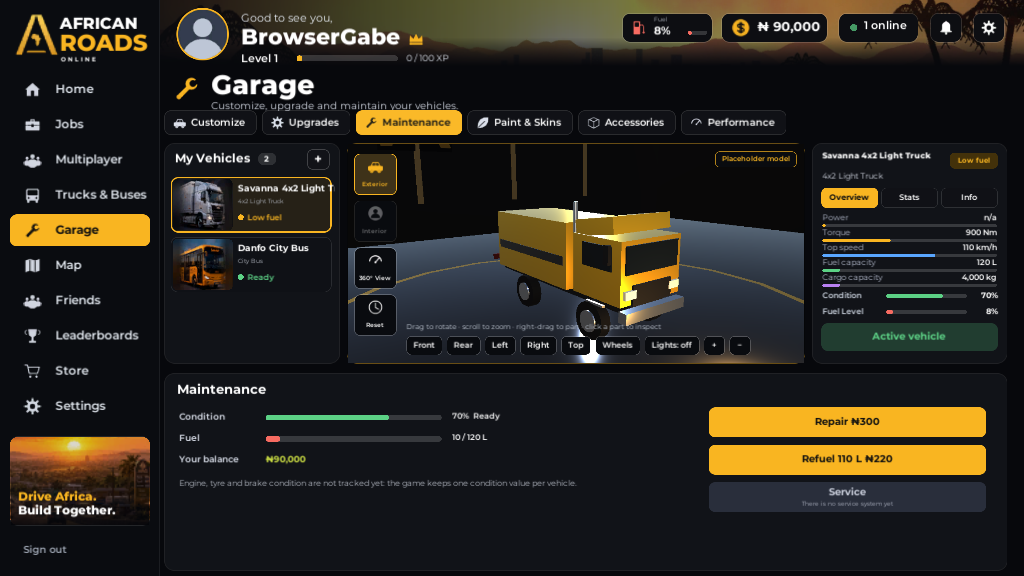 AFRICAN
ROADS
ONLINE
Home
Jobs
Multiplayer
Trucks & Buses
Garage
Map
Friends
Leaderboards
Store
Settings
Drive Africa.
Build Together.
Sign out
Good to see you,
BrowserGabe
Level 1
0 / 100 XP
Fuel
8%
$ ₦ 90,000
1 online
Garage
Customize, upgrade and maintain your vehicles.
Customize
Upgrades
Maintenance
Paint & Skins
Accessories
Performance
My Vehicles 2 +
Savanna 4x2 Light T
4x2 Light Truck
Low fuel
Danfo City Bus
City Bus
Ready
Exterior
Interior
360° View
Reset
Placeholder model
Drag to rotate · scroll to zoom · right-drag to pan · click a part to inspect
Front
Rear
Left
Right
Top
Wheels
Lights: off
+
−
Savanna 4x2 Light Truck
Low fuel
4x2 Light Truck
Overview
Stats
Info
Power n/a
Torque 900 Nm
Top speed 110 km/h
Fuel capacity 120 L
Cargo capacity 4,000 kg
Condition 70%
Fuel Level 8%
Active vehicle
Maintenance
Condition 70% Ready
Fuel 10 / 120 L
Your balance ₦90,000
Engine, tyre and brake condition are not tracked yet: the game keeps one condition value per vehicle.
Repair ₦300
Refuel 110 L ₦220
Service
There is no service system yet